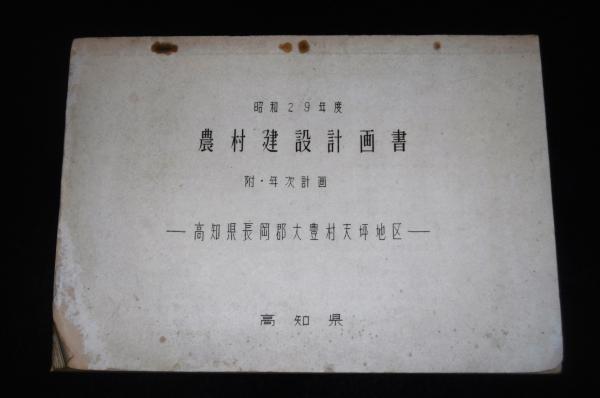 昭和29年度
農村建設計画書
附・年次計画
—高知県長岡郡大豊村天坪地区—
高知県